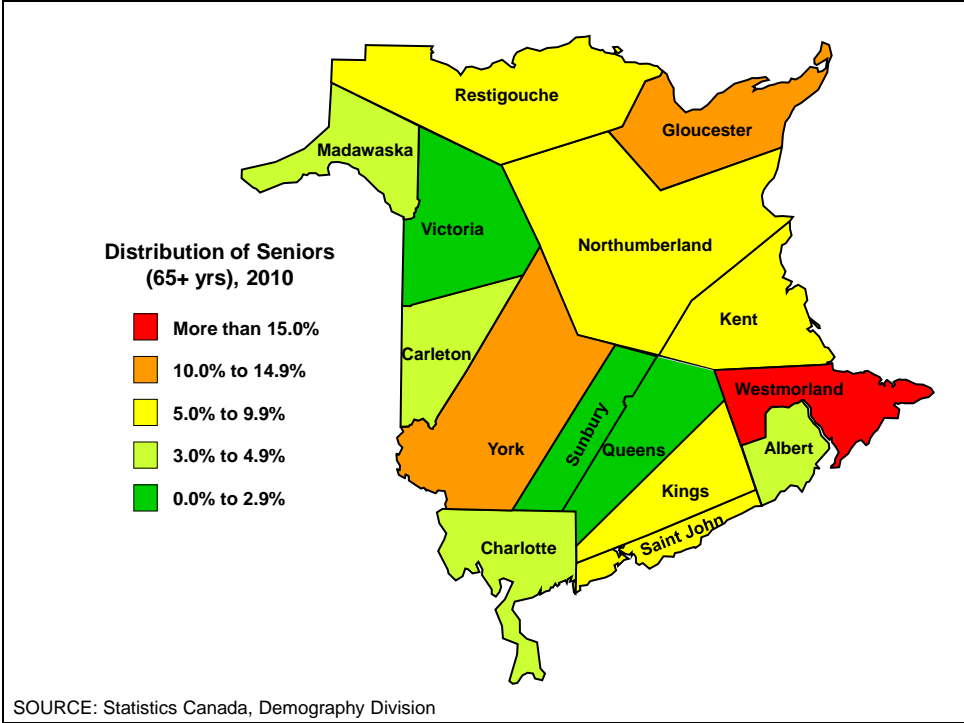 Restigouche
Gloucester
Madawaska
Victoria
Northumberland
Distribution of Seniors
(65+ yrs), 2010
More than 15.0%
10.0% to 14.9%
5.0% to 9.9%
3.0% to 4.9%
0.0% to 2.9%
Kent
Carleton
Westmorland
York
Sunbury
Queens
Albert
Kings
Saint John
Charlotte
SOURCE: Statistics Canada, Demography Division